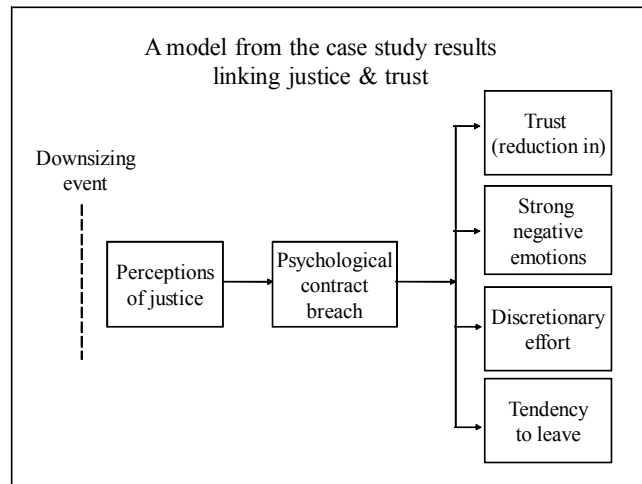 A model from the case study results
linking justice & trust
Downsizing
event
Perceptions
of justice
Psychological
contract
breach
Trust
(reduction in)
Strong
negative
emotions
Discretionary
effort
Tendency
to leave